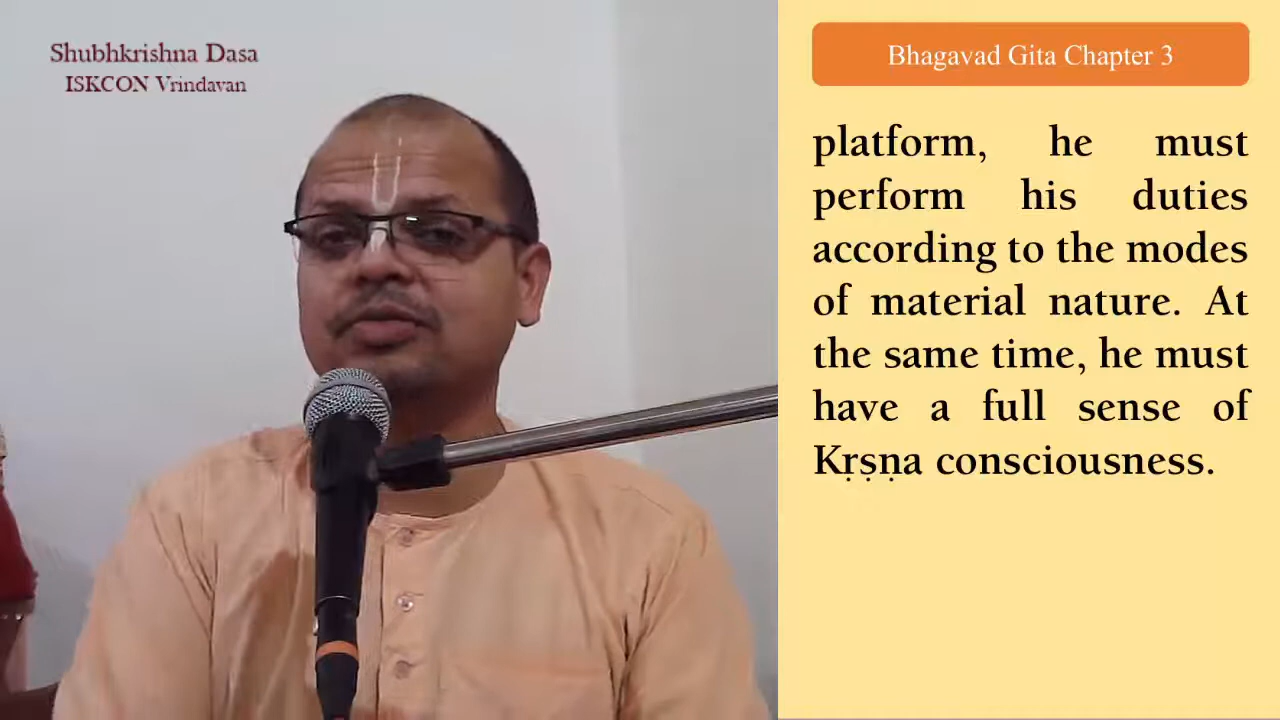 Shubhkrishna Dasa
ISKCON Vrindavan
Bhagavad Gita Chapter 3
platform, he must
perform his duties
according to the modes
of material nature. At
the same time, he must
have a full sense of
Kṛṣṇa consciousness.